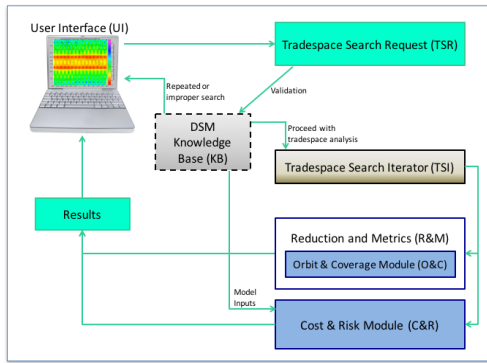 User Interface (UI)
Tradespace Search Request (TSR)
Repeated or
improper search
Validation
DSM
Knowledge
Base (KB)
Proceed with
tradespace analysis
Tradespace Search Iterator (TSI)
Results
Reduction and Metrics (R&M)
Orbit & Coverage Module (O&C)
Model
Inputs
Cost & Risk Module (C&R)